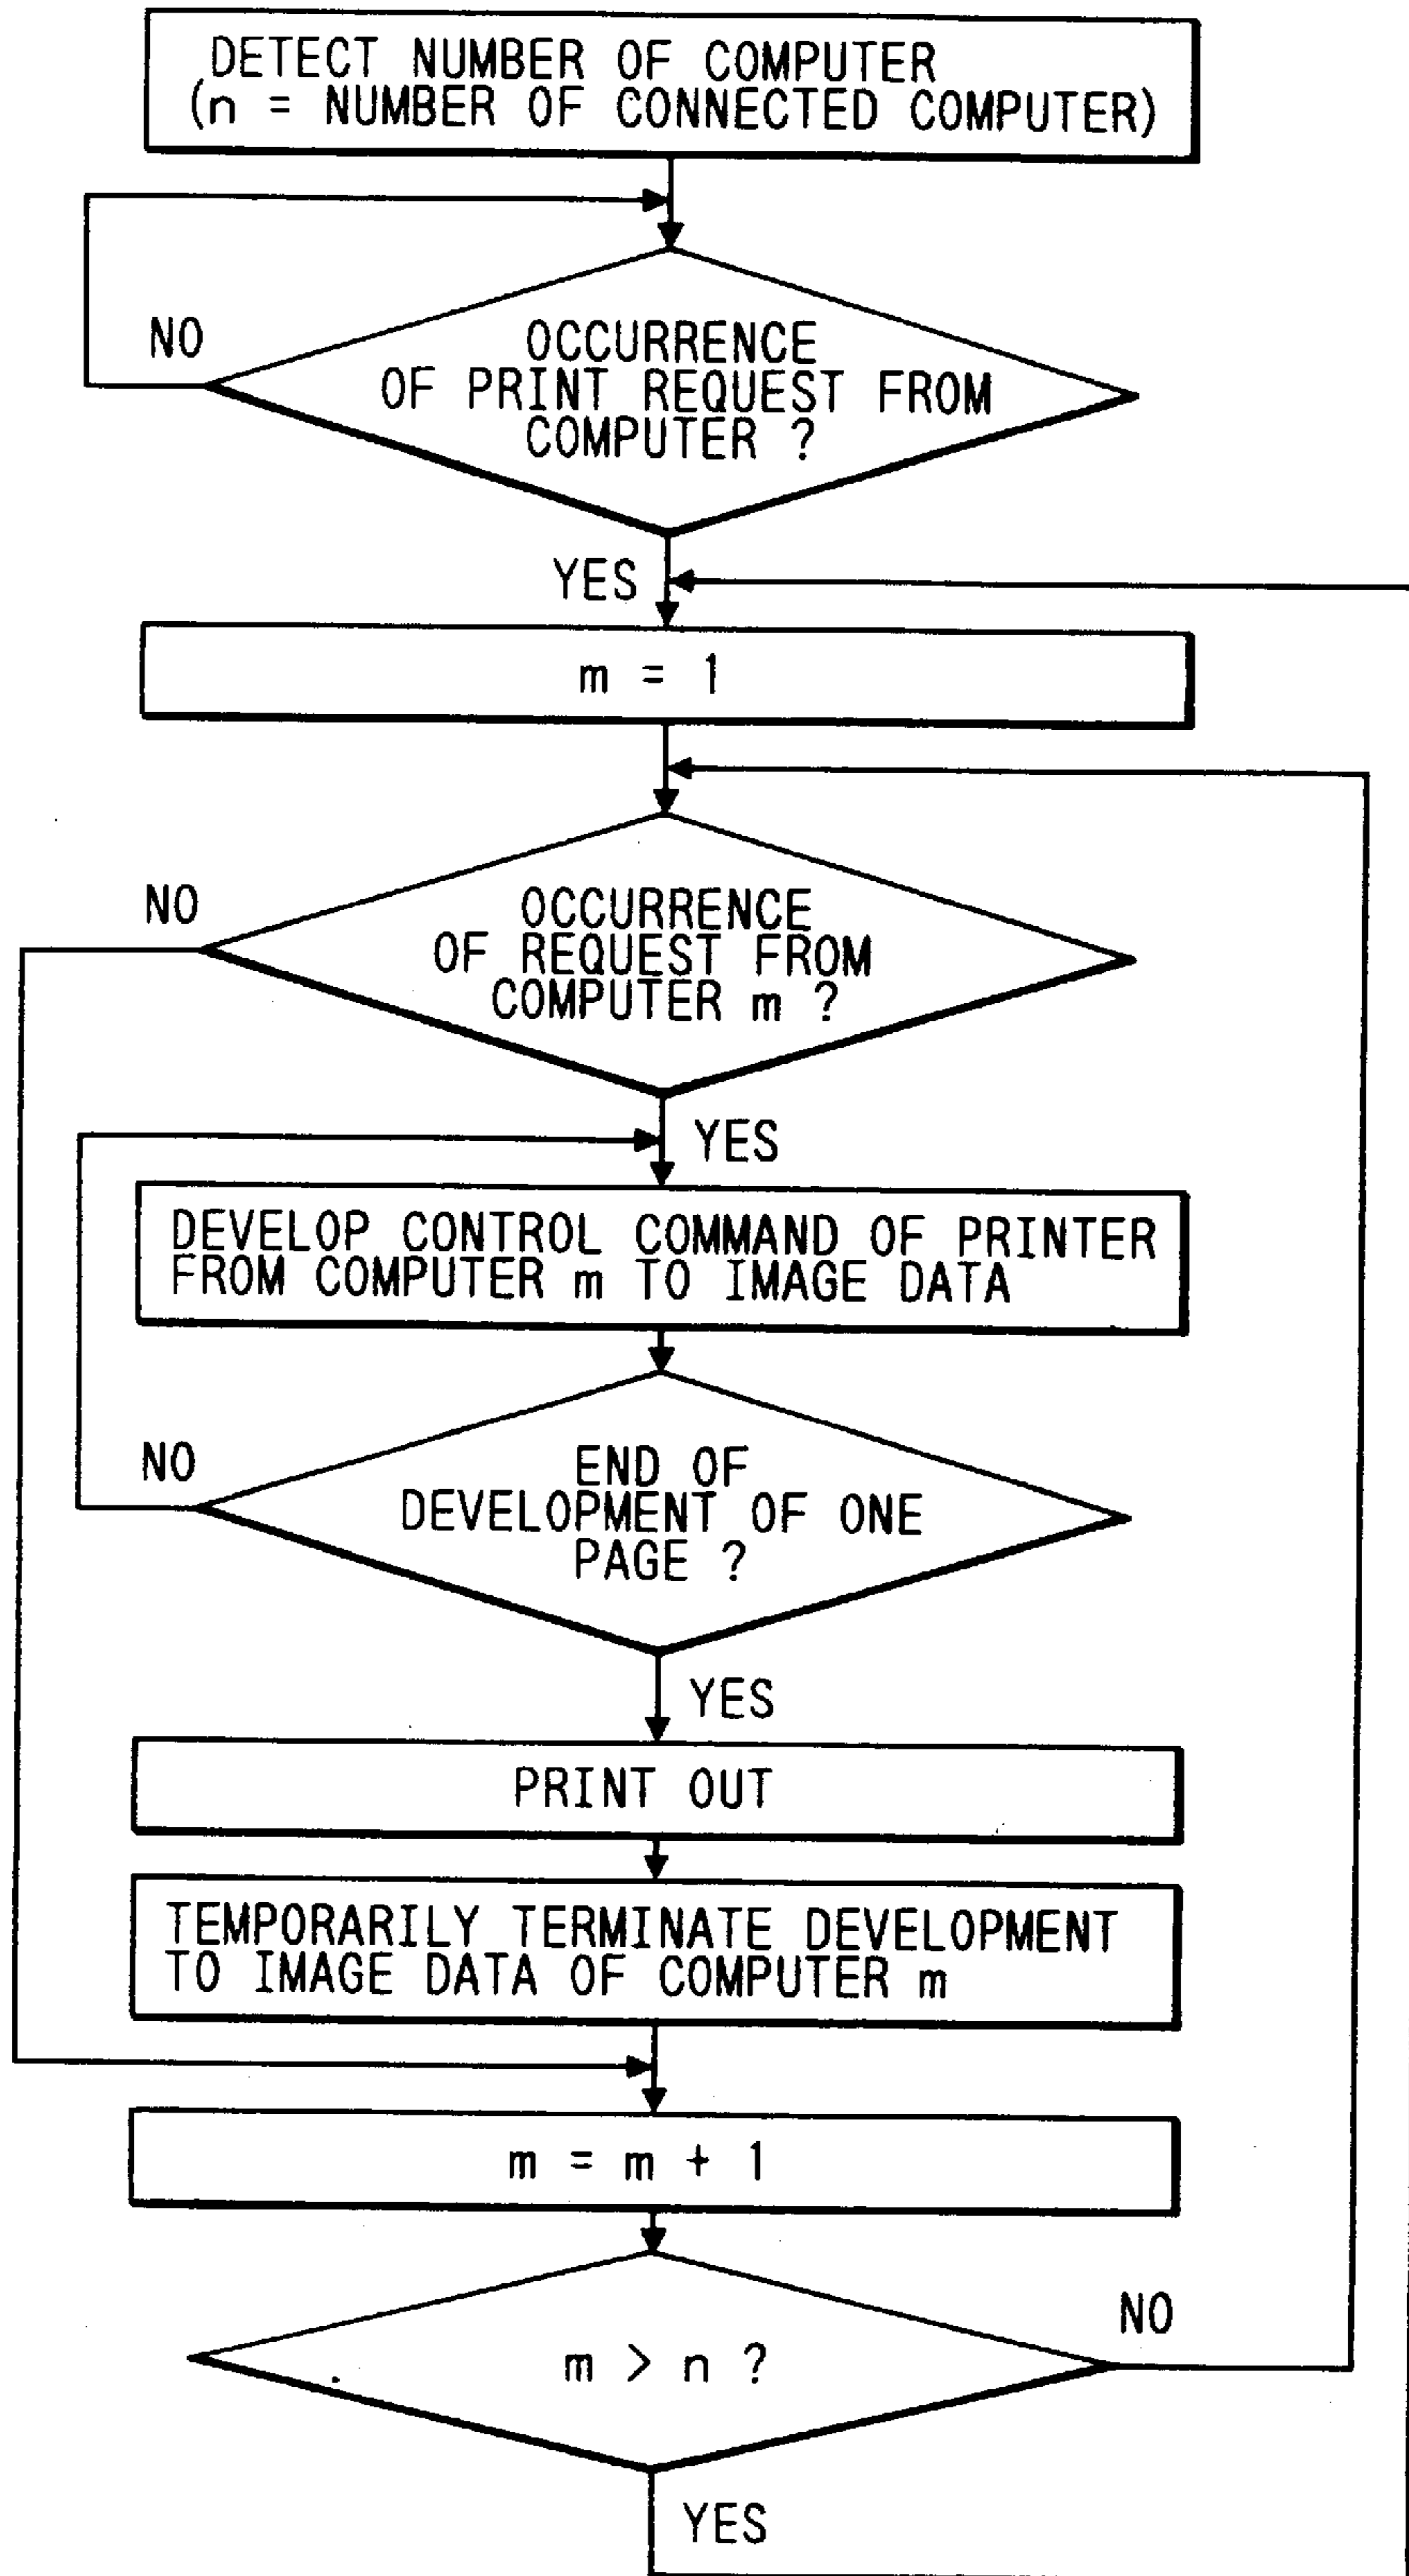 DETECT NUMBER OF COMPUTER
(n = NUMBER OF CONNECTED COMPUTER)
NO
OCCURRENCE
OF PRINT REQUEST FROM
COMPUTER ?
YES
m = 1
NO
OCCURRENCE
OF REQUEST FROM
COMPUTER m ?
YES
DEVELOP CONTROL COMMAND OF PRINTER
FROM COMPUTER m TO IMAGE DATA
NO
END OF
DEVELOPMENT OF ONE
PAGE ?
YES
PRINT OUT
TEMPORARILY TERMINATE DEVELOPMENT
TO IMAGE DATA OF COMPUTER m
m = m + 1
NO
m > n ?
YES